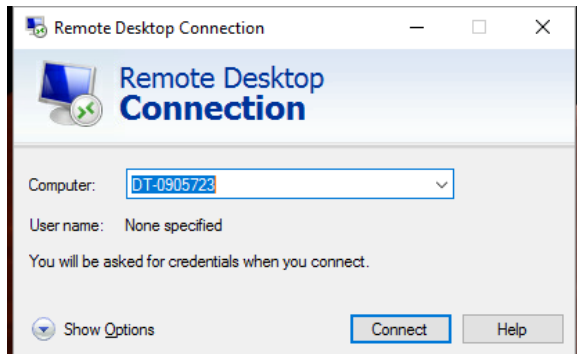 Remote Desktop Connection
Remote Desktop
Connection
Computer: DT-0905723
User name: None specified
You will be asked for credentials when you connect.
Show Options Connect Help